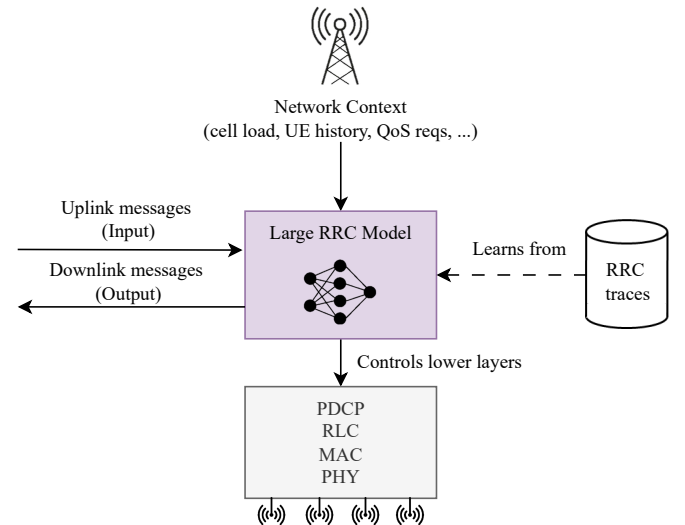 Network Context
(cell load, UE history, QoS reqs, ...)
Uplink messages
(Input)
Large RRC Model
Downlink messages
(Output)
Learns from
RRC
traces
Controls lower layers
PDCP
RLC
MAC
PHY